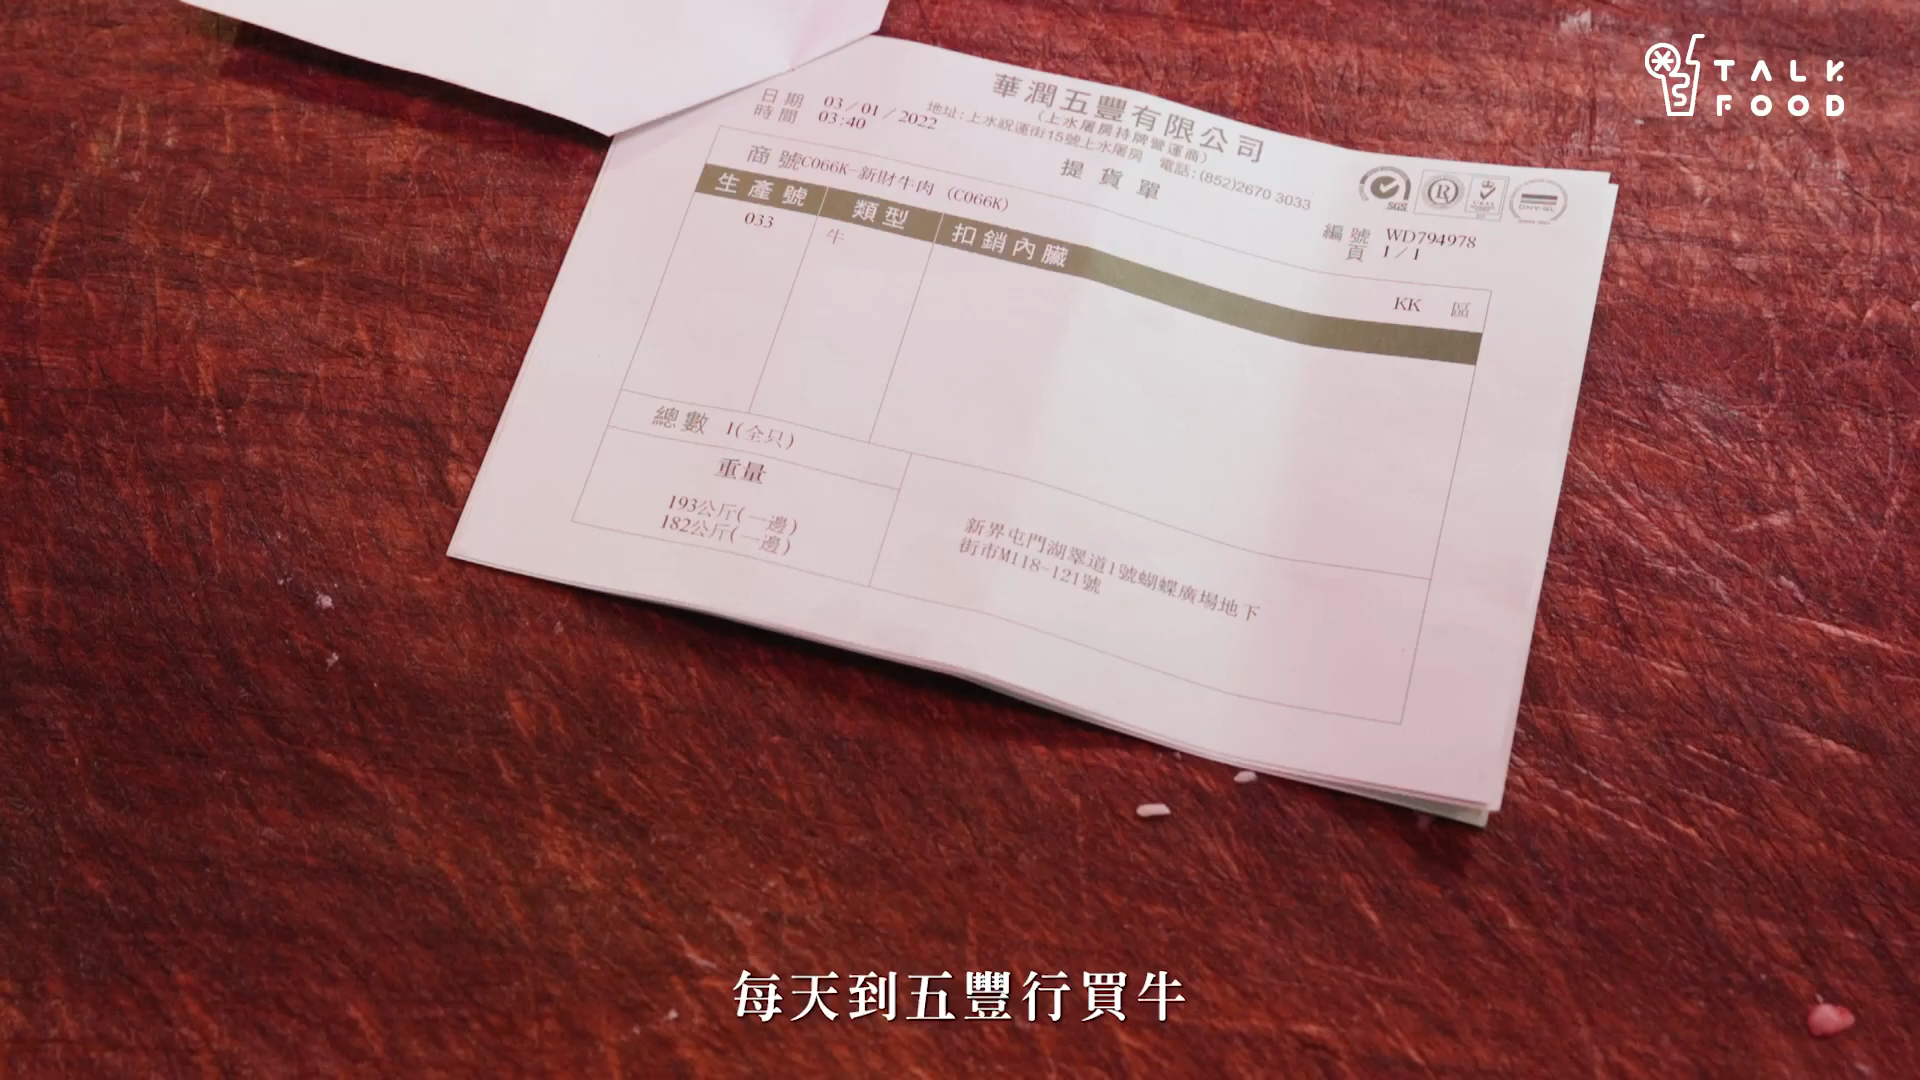 TALK
FOOD
華潤五豐有限公司
(上水屠房持牌營運商)
地址:上水祝運街15號上水屠房 電話:(852)2670 3033
提貨單
日期 03/01/2022
時間 03:40
SGS
編號 WD794978
頁 1/1
商號C066K-新財牛肉 (C066K)
KK 區
生產號 類型 扣銷內臟
033 牛
總數 1(全只)
重量
193公斤(一邊)
182公斤(一邊)
新界屯門湖翠道1號蝴蝶廣場地下
街市M118-121號
每天到五豐行買牛